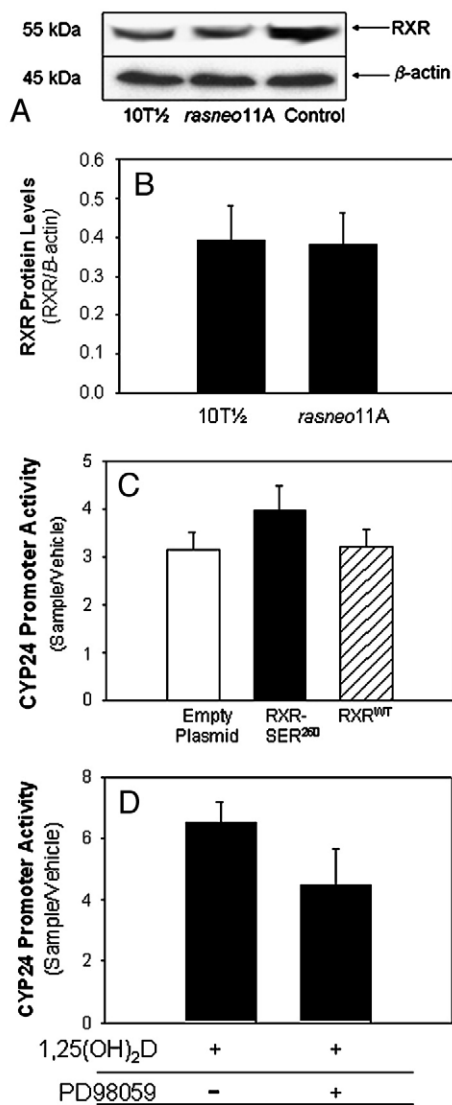 55 kDa RXR
45 kDa β-actin
A 10T½ rasneo11A Control
B
RXR Protiein Levels
(RXR/B-actin)
0.6
0.5
0.4
0.3
0.2
0.1
0.0
10T½ rasneo11A
C
CYP24 Promoter Activity
(Sample/Vehicle)
5
4
3
2
1
0
Empty Plasmid RXR-SER²⁶⁰ RXRᵂᵀ
D
CYP24 Promoter Activity
(Sample/Vehicle)
8
6
4
2
0
1,25(OH)₂D + +
PD98059 – +